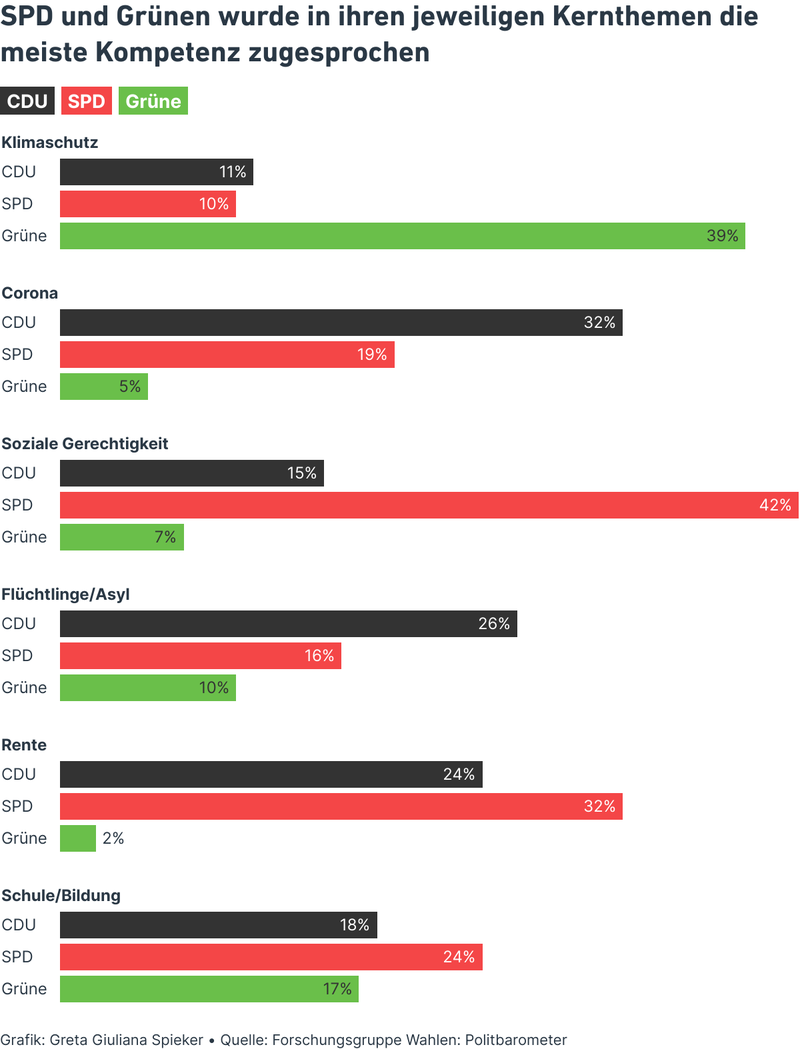 SPD und Grünen wurde in ihren jeweiligen Kernthemen die
meiste Kompetenz zugesprochen
CDU SPD Grüne
Klimaschutz
CDU 11%
SPD 10%
Grüne 39%
Corona
CDU 32%
SPD 19%
Grüne 5%
Soziale Gerechtigkeit
CDU 15%
SPD 42%
Grüne 7%
Flüchtlinge/Asyl
CDU 26%
SPD 16%
Grüne 10%
Rente
CDU 24%
SPD 32%
Grüne 2%
Schule/Bildung
CDU 18%
SPD 24%
Grüne 17%
Grafik: Greta Giuliana Spieker • Quelle: Forschungsgruppe Wahlen: Politbarometer